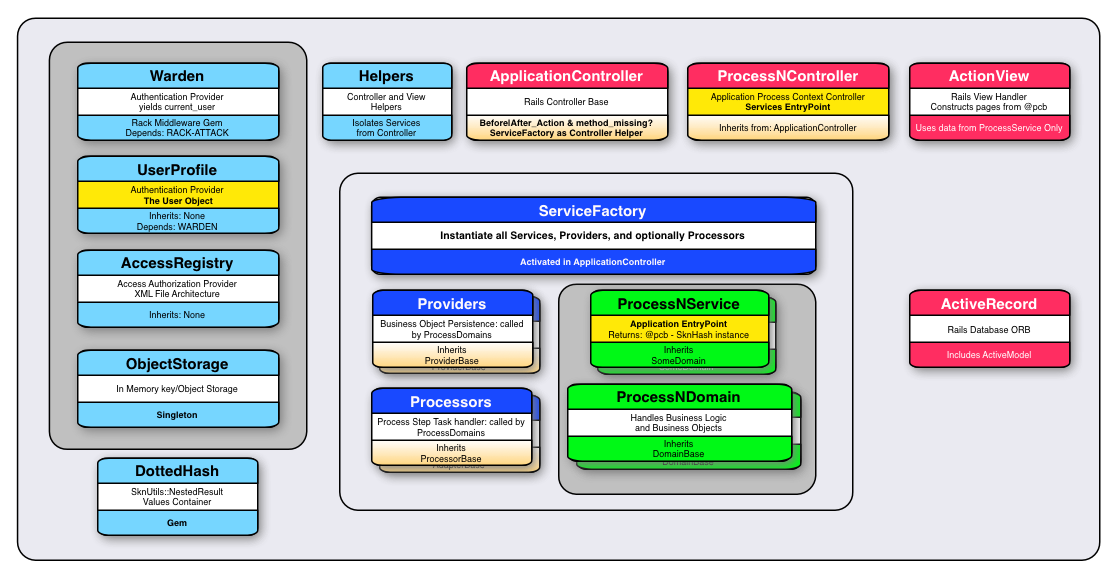 Warden
Authentication Provider
yields current_user
Rack Middleware Gem
Depends: RACK-ATTACK
UserProfile
Authentication Provider
The User Object
Inherits: None
Depends: WARDEN
AccessRegistry
Access Authorization Provider
XML File Architecture
Inherits: None
ObjectStorage
In Memory key/Object Storage
Singleton
DottedHash
SknUtils::NestedResult
Values Container
Gem
Helpers
Controller and View
Helpers
Isolates Services
from Controller
ApplicationController
Rails Controller Base
BeforelAfter_Action & method_missing?
ServiceFactory as Controller Helper
ProcessNController
Application Process Context Controller
Services EntryPoint
Inherits from: ApplicationController
ActionView
Rails View Handler
Constructs pages from @pcb
Uses data from ProcessService Only
ServiceFactory
Instantiate all Services, Providers, and optionally Processors
Activated in ApplicationController
Providers
Business Object Persistence: called
by ProcessDomains
Inherits
ProviderBase
ProviderBase
Processors
Process Step Task handler: called by
ProcessDomains
Inherits
ProcessorBase
AdapterBase
ProcessNService
Application EntryPoint
Returns: @pcb - SknHash instance
Inherits
SomeDomain
SomeDomain
ProcessNDomain
Handles Business Logic
and Business Objects
Inherits
DomainBase
DomainBase
ActiveRecord
Rails Database ORB
Includes ActiveModel